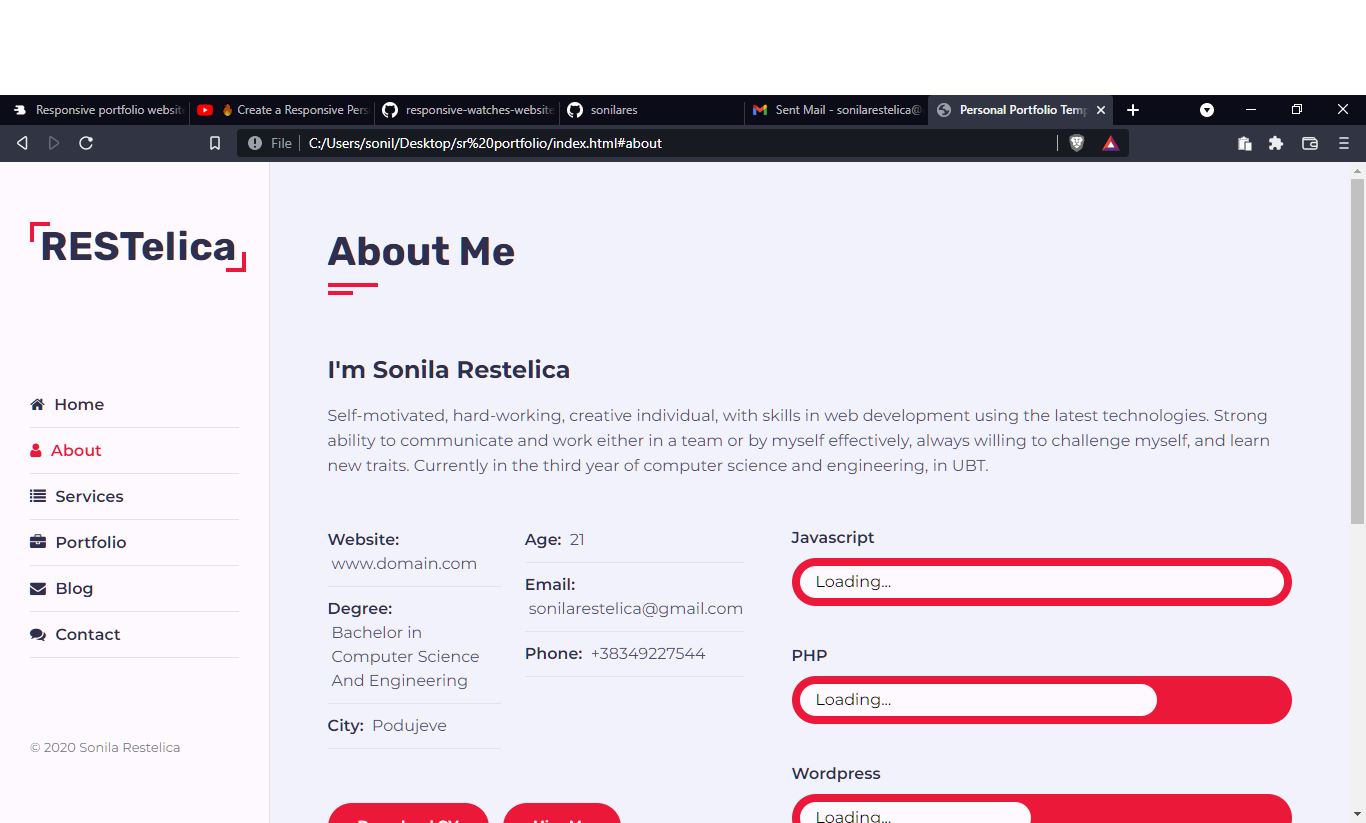 Responsive portfolio websit
Create a Responsive Pers
responsive-watches-website
sonilares
Sent Mail - sonilarestelica@
Personal Portfolio Temp
File
C:/Users/sonil/Desktop/sr%20portfolio/index.html#about
RESTelica
Home
About
Services
Portfolio
Blog
Contact
© 2020 Sonila Restelica
About Me
I'm Sonila Restelica
Self-motivated, hard-working, creative individual, with skills in web development using the latest technologies. Strong
ability to communicate and work either in a team or by myself effectively, always willing to challenge myself, and learn
new traits. Currently in the third year of computer science and engineering, in UBT.
Website:
www.domain.com
Degree:
Bachelor in
Computer Science
And Engineering
City: Podujeve
Age: 21
Email:
sonilarestelica@gmail.com
Phone: +38349227544
Javascript
Loading...
PHP
Loading...
Wordpress
Loading...